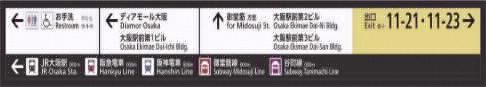 お手洗
Restroom
ディアモール大阪
Diamor Osaka
大阪駅前第1ビル
Osaka Ekimae Dai-Ichi Bldg.
御堂筋 方面
for Midosuji St.
大阪駅前第2ビル
Osaka Ekimae Dai-Ni Bldg.
大阪駅前第3ビル
Osaka Ekimae Dai-San Bldg.
出口
Exit
11-21・11-23
JR大阪駅
JR Osaka Sta.
阪急電車
Hankyu Line
阪神電車
Hanshin Line
御堂筋線
Subway Midosuji Line
谷町線
Subway Tanimachi Line